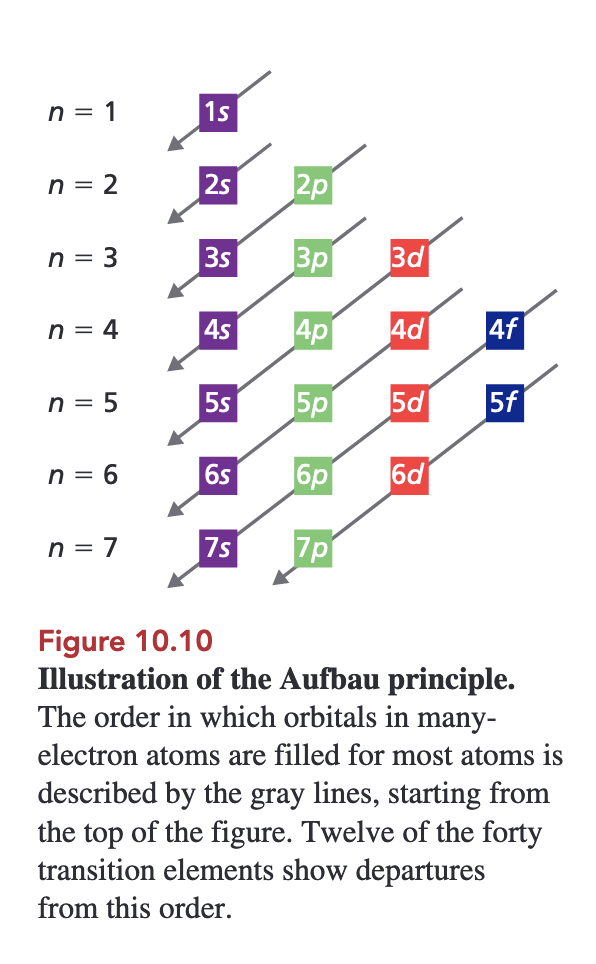 n = 1 1s
n = 2 2s 2p
n = 3 3s 3p 3d
n = 4 4s 4p 4d 4f
n = 5 5s 5p 5d 5f
n = 6 6s 6p 6d
n = 7 7s 7p
Figure 10.10
Illustration of the Aufbau principle.
The order in which orbitals in many-
electron atoms are filled for most atoms is
described by the gray lines, starting from
the top of the figure. Twelve of the forty
transition elements show departures
from this order.